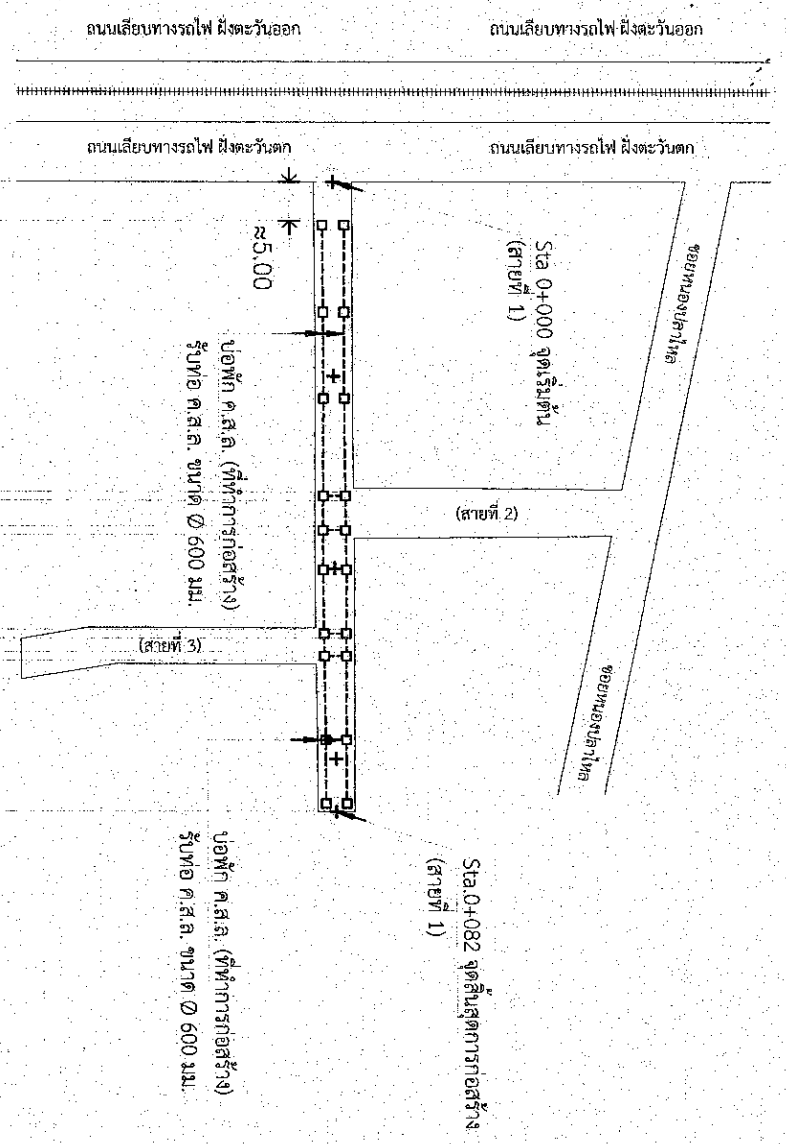 ถนนเลียบทางรถไฟ ฝั่งตะวันออก
ถนนเลียบทางรถไฟ ฝั่งตะวันออก
ถนนเลียบทางรถไฟ ฝั่งตะวันตก
ถนนเลียบทางรถไฟ ฝั่งตะวันตก
≈5.00
Sta 0+000 จุดเริ่มต้น
(สายที่ 1)
ซอยหนองปลาไหล
บ่อพัก ค.ส.ล. (ที่ทำการก่อสร้าง)
รับท่อ ค.ส.ล. ขนาด Ø 600 มม.
(สายที่ 2)
(สายที่ 3)
ซอยหนองปลาไหล
บ่อพัก ค.ส.ล. (ที่ทำการก่อสร้าง)
รับท่อ ค.ส.ล. ขนาด Ø 600 มม.
Sta.0+082 จุดสิ้นสุดการก่อสร้าง
(สายที่ 1)